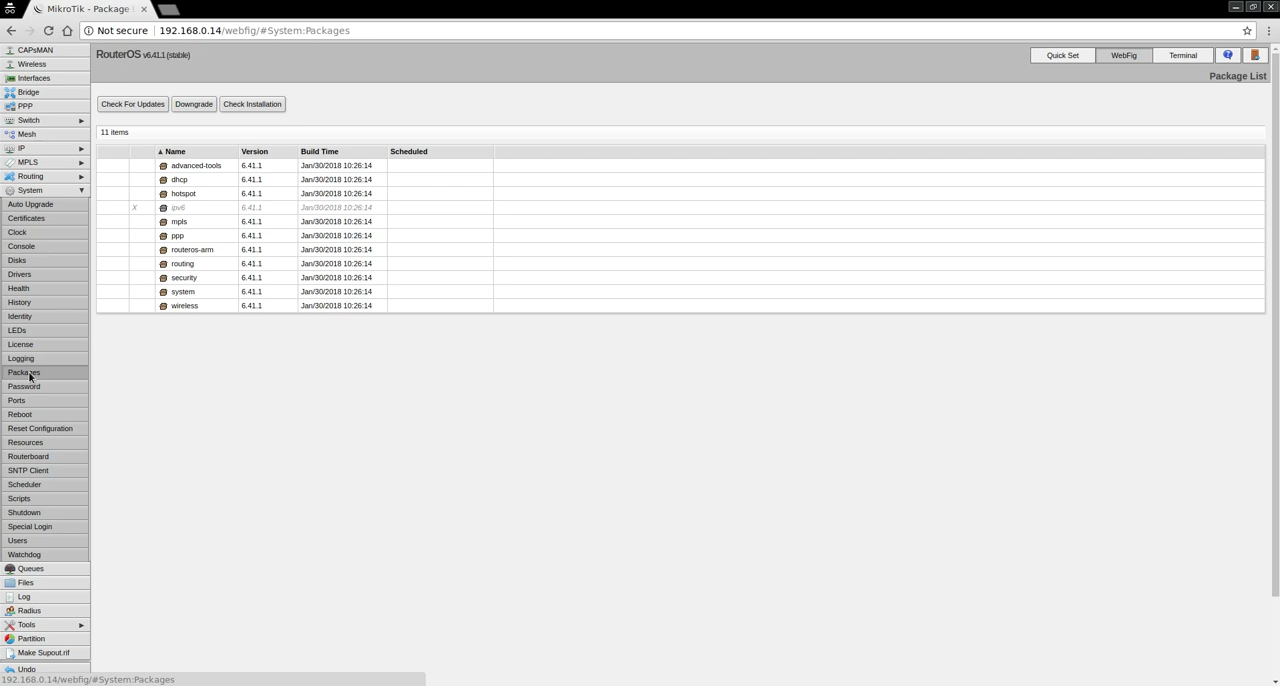 MikroTik - Package
Not secure 192.168.0.14/webfig/#System:Packages
RouterOS v6.41.1 (stable)
Quick Set WebFig Terminal
Package List
Check For Updates Downgrade Check Installation
11 items
Name Version Build Time Scheduled
advanced-tools 6.41.1 Jan/30/2018 10:26:14
dhcp 6.41.1 Jan/30/2018 10:26:14
hotspot 6.41.1 Jan/30/2018 10:26:14
X ipv6 6.41.1 Jan/30/2018 10:26:14
mpls 6.41.1 Jan/30/2018 10:26:14
ppp 6.41.1 Jan/30/2018 10:26:14
routeros-arm 6.41.1 Jan/30/2018 10:26:14
routing 6.41.1 Jan/30/2018 10:26:14
security 6.41.1 Jan/30/2018 10:26:14
system 6.41.1 Jan/30/2018 10:26:14
wireless 6.41.1 Jan/30/2018 10:26:14
CAPsMAN
Wireless
Interfaces
Bridge
PPP
Switch
Mesh
IP
MPLS
Routing
System
Auto Upgrade
Certificates
Clock
Console
Disks
Drivers
Health
History
Identity
LEDs
License
Logging
Packages
Password
Ports
Reboot
Reset Configuration
Resources
Routerboard
SNTP Client
Scheduler
Scripts
Shutdown
Special Login
Users
Watchdog
Queues
Files
Log
Radius
Tools
Partition
Make Supout.rif
Undo
192.168.0.14/webfig/#System:Packages